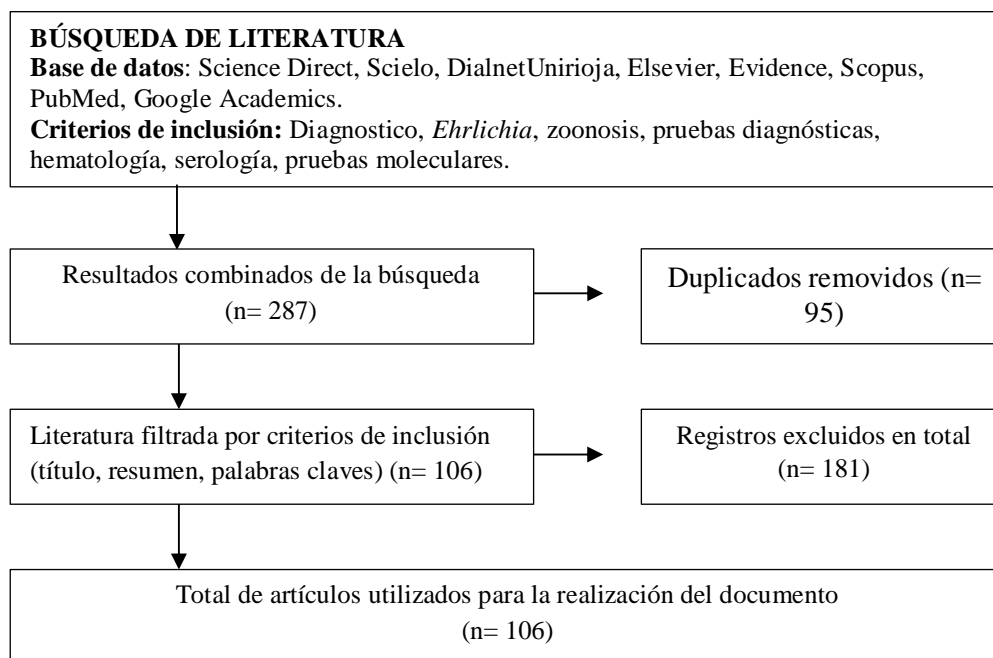 BÚSQUEDA DE LITERATURA
Base de datos: Science Direct, Scielo, DialnetUnirioja, Elsevier, Evidence, Scopus,
PubMed, Google Academics.
Criterios de inclusión: Diagnostico, Ehrlichia, zoonosis, pruebas diagnósticas,
hematología, serología, pruebas moleculares.
Resultados combinados de la búsqueda
(n= 287)
Duplicados removidos (n=
95)
Literatura filtrada por criterios de inclusión
(título, resumen, palabras claves) (n= 106)
Registros excluidos en total
(n= 181)
Total de artículos utilizados para la realización del documento
(n= 106)